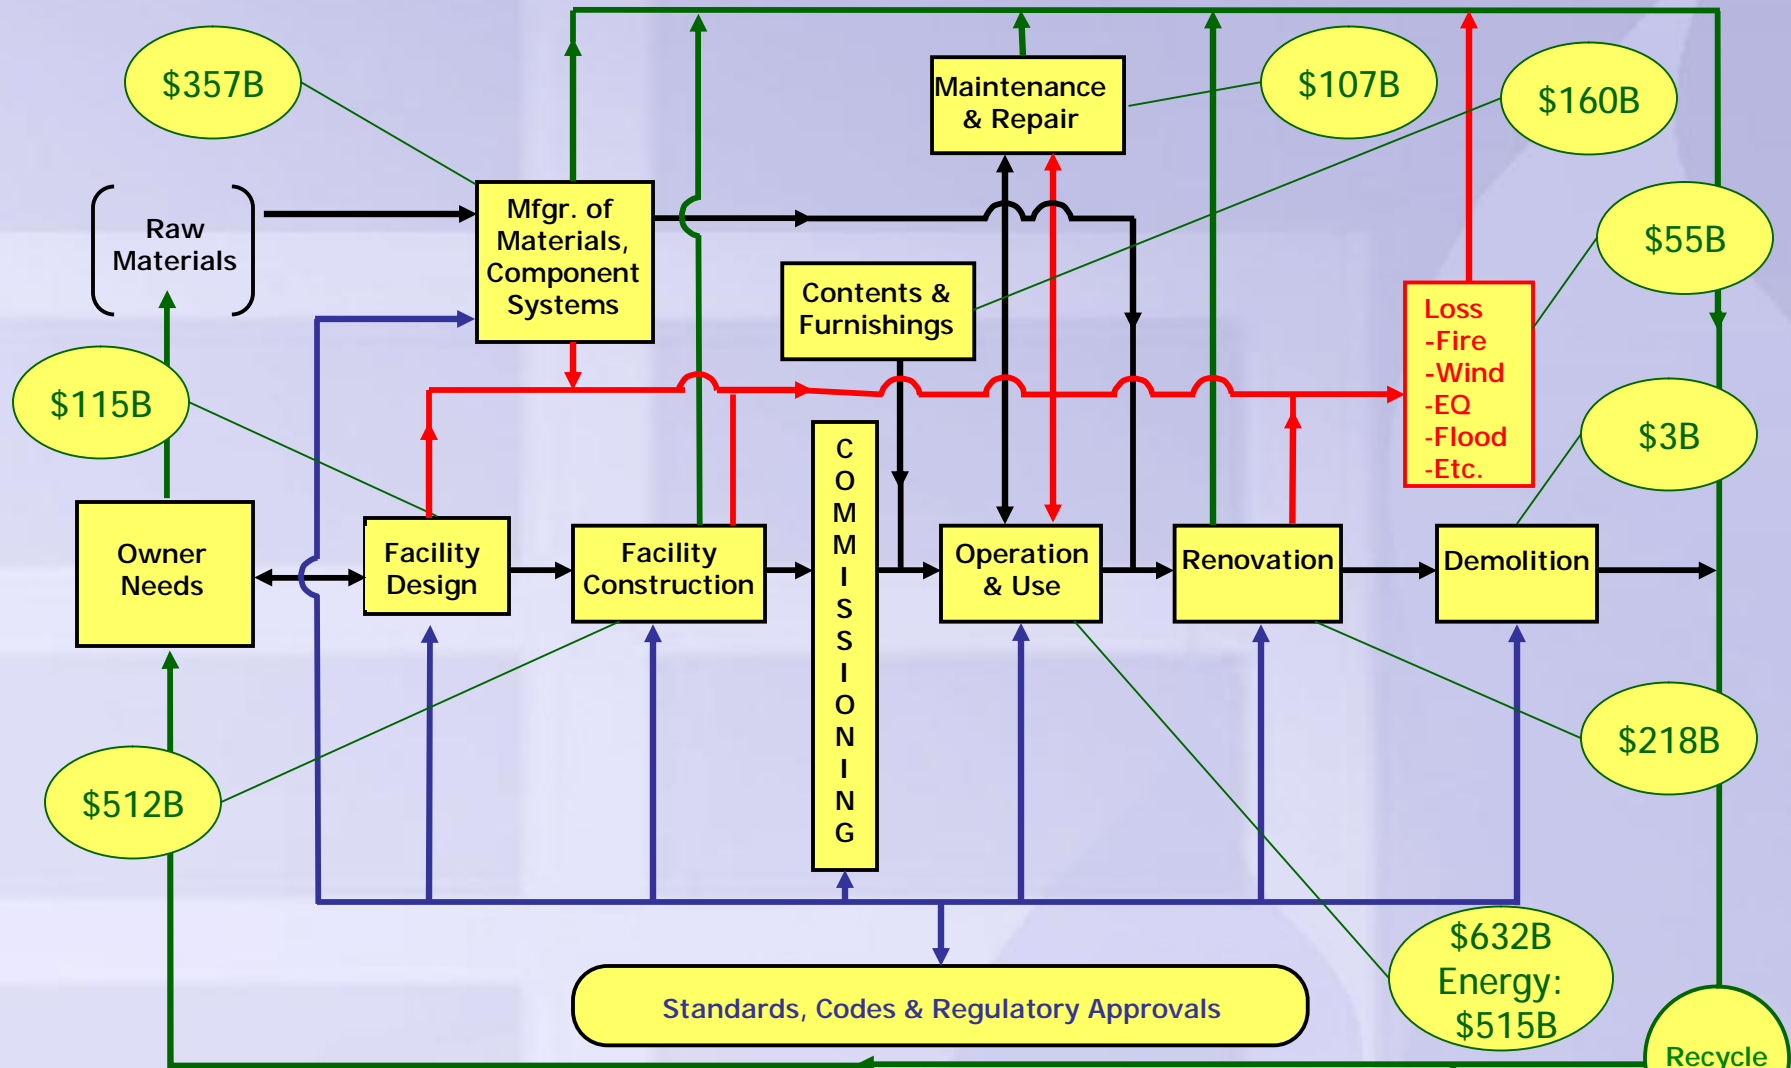 $357B
Maintenance
& Repair
$107B
$160B
Raw
Materials
Mfgr. of
Materials,
Component
Systems
Contents &
Furnishings
$55B
Loss
-Fire
-Wind
-EQ
-Flood
-Etc.
$115B
$3B
Owner
Needs
Facility
Design
Facility
Construction
C
O
M
M
I
S
S
I
O
N
I
N
G
Operation
& Use
Renovation
Demolition
$512B
$218B
$632B
Energy:
$515B
Standards, Codes & Regulatory Approvals
Recycle